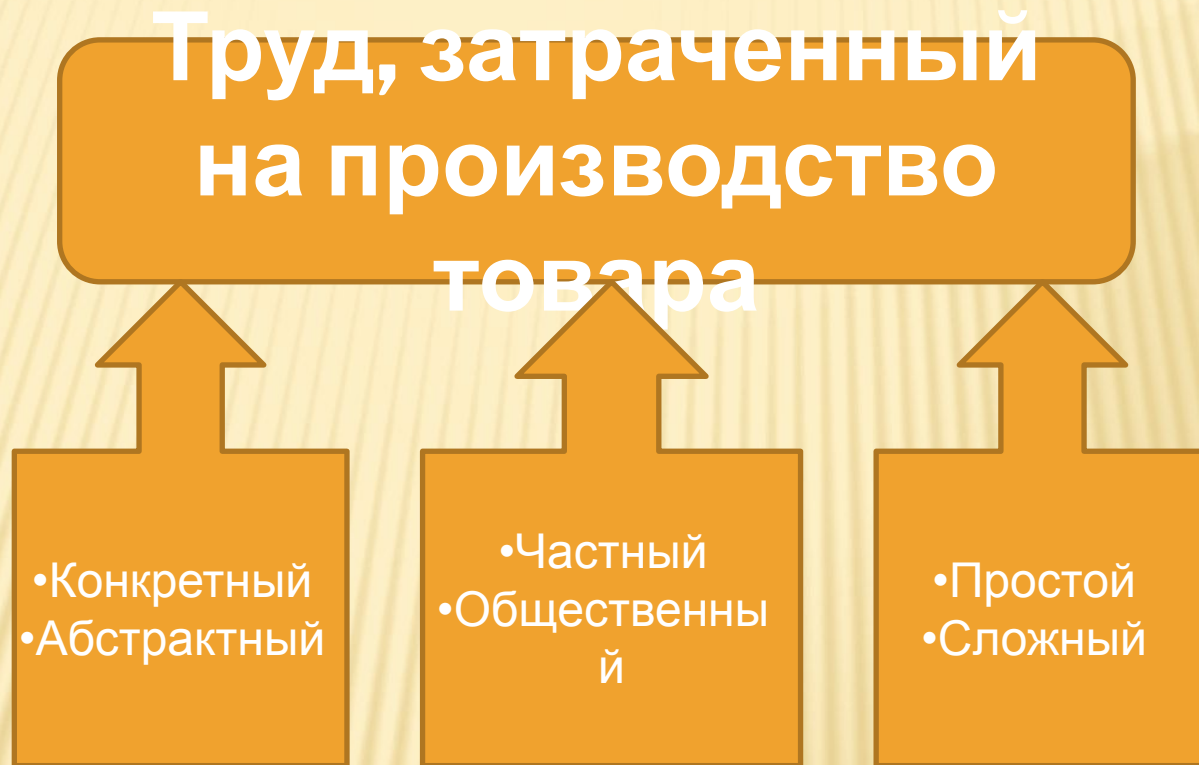 Труд, затраченный
на производство
товара
•Конкретный
•Абстрактный
•Частный
•Общественны
й
•Простой
•Сложный